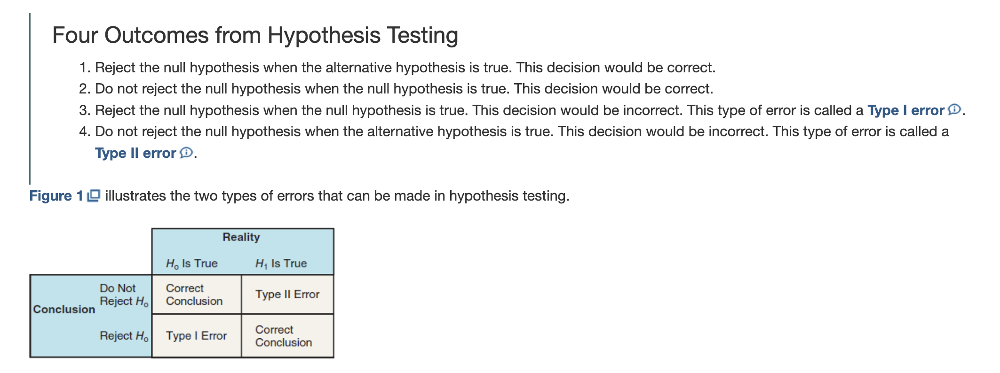 Four Outcomes from Hypothesis Testing
1. Reject the null hypothesis when the alternative hypothesis is true. This decision would be correct.
2. Do not reject the null hypothesis when the null hypothesis is true. This decision would be correct.
3. Reject the null hypothesis when the null hypothesis is true. This decision would be incorrect. This type of error is called a Type I error.
4. Do not reject the null hypothesis when the alternative hypothesis is true. This decision would be incorrect. This type of error is called a
Type II error.
Figure 1 illustrates the two types of errors that can be made in hypothesis testing.
Reality
H₀ Is True H₁ Is True
Conclusion
Do Not
Reject H₀
Correct
Conclusion
Type II Error
Reject H₀
Type I Error
Correct
Conclusion